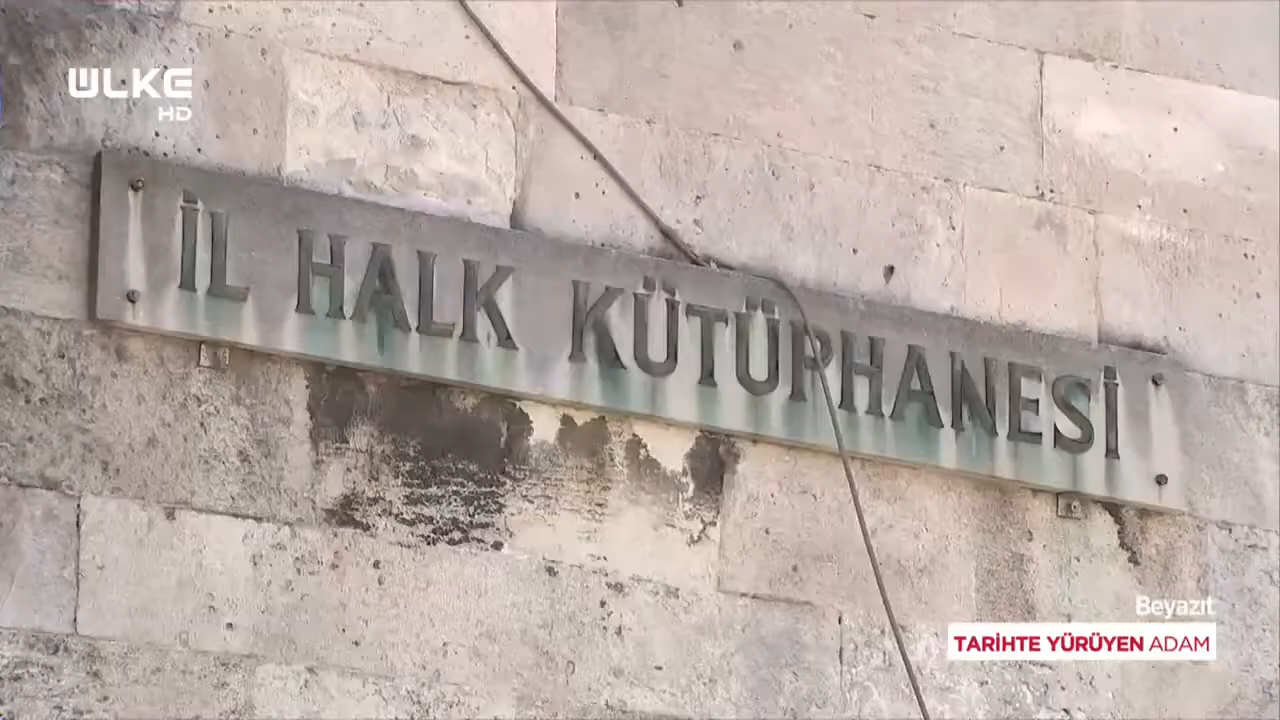 ÜLKE
HD
İL HALK KÜTÜPHANESİ
Beyazıt
TARİHTE YÜRÜYEN ADAM